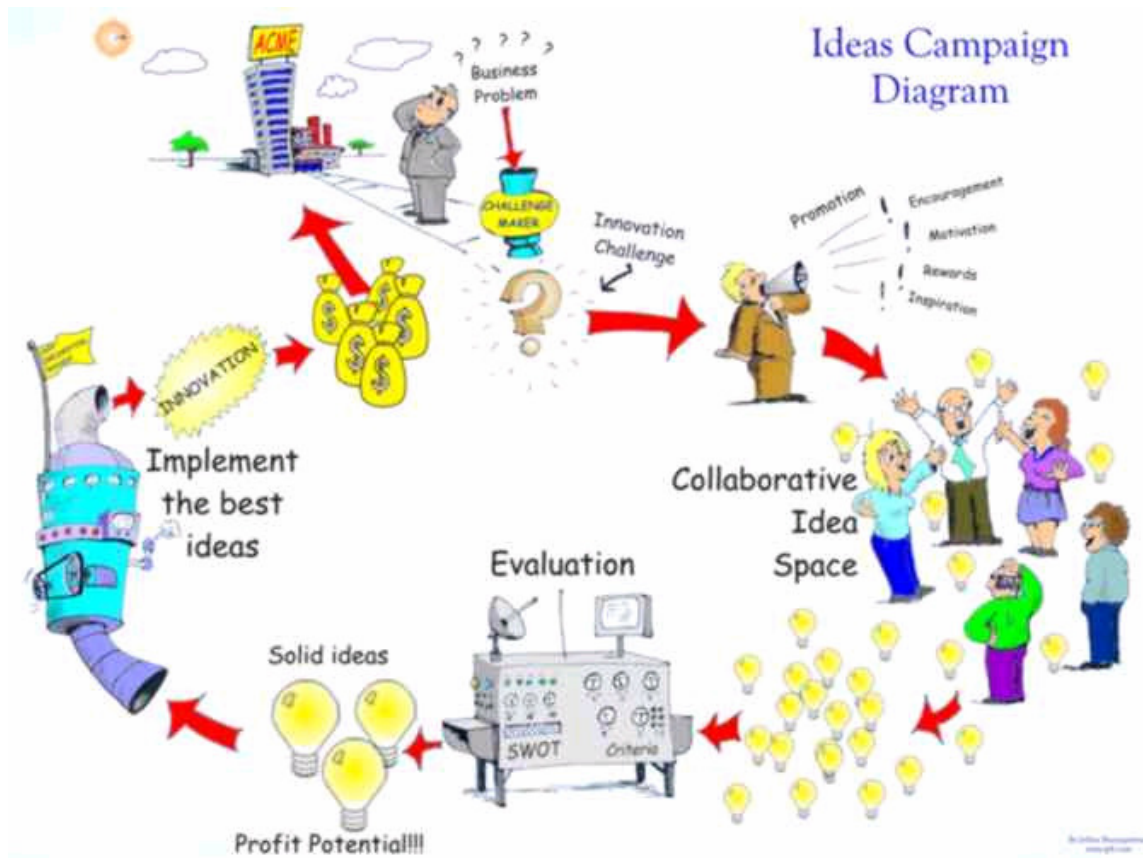 Ideas Campaign
Diagram
ACME
? ? ? ? ?
Business
Problem
CHALLENGE
MAKER
Innovation
Challenge
?
Promotion
! Encouragement
! Motivation
! Rewards
! Inspiration
INNOVATION
$ $ $ $ $
Implement
the best
ideas
Collaborative
Idea
Space
Evaluation
SWOT
Criteria
Solid ideas
Profit Potential!!!